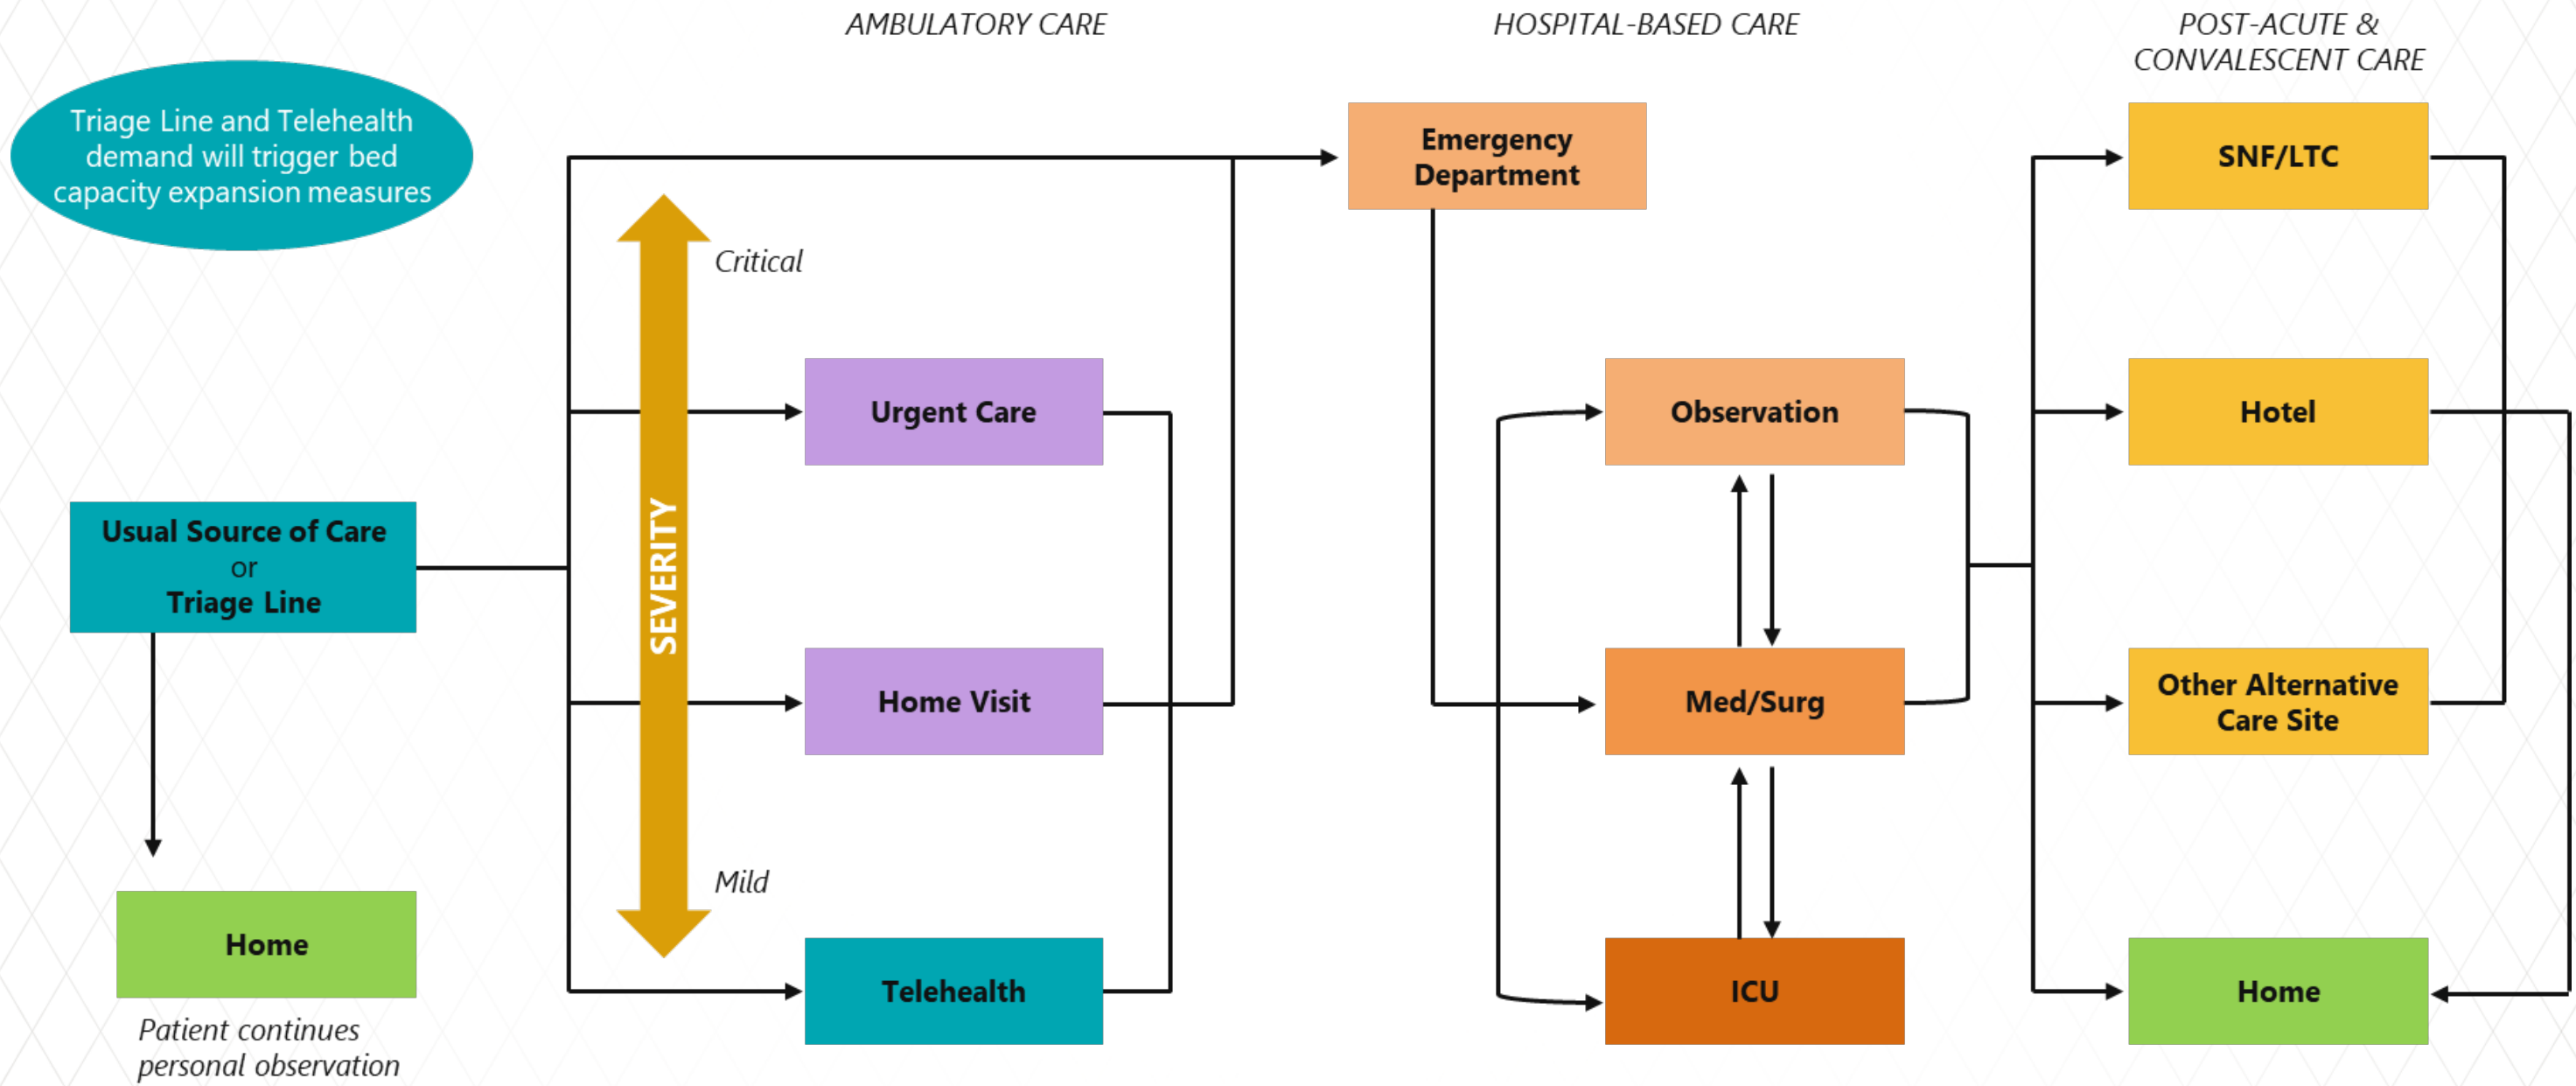 AMBULATORY CARE
HOSPITAL-BASED CARE
POST-ACUTE &
CONVALESCENT CARE
Triage Line and Telehealth
demand will trigger bed
capacity expansion measures
Emergency
Department
SNF/LTC
Critical
Urgent Care
Observation
Hotel
Usual Source of Care
or
Triage Line
SEVERITY
Home Visit
Med/Surg
Other Alternative
Care Site
Mild
Home
Patient continues
personal observation
Telehealth
ICU
Home